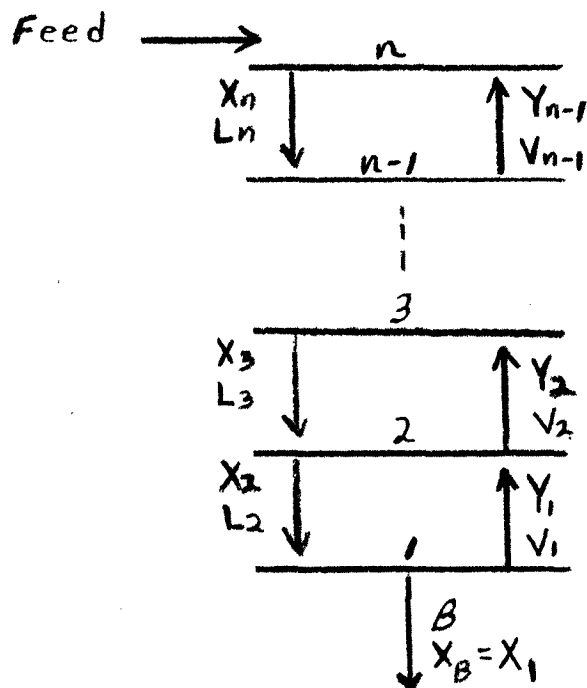 Feed
n
Xn
Ln
Yn-1
Vn-1
n-1
3
X3
L3
Y2
V2
2
X2
L2
Y1
V1
1
B
XB = X1